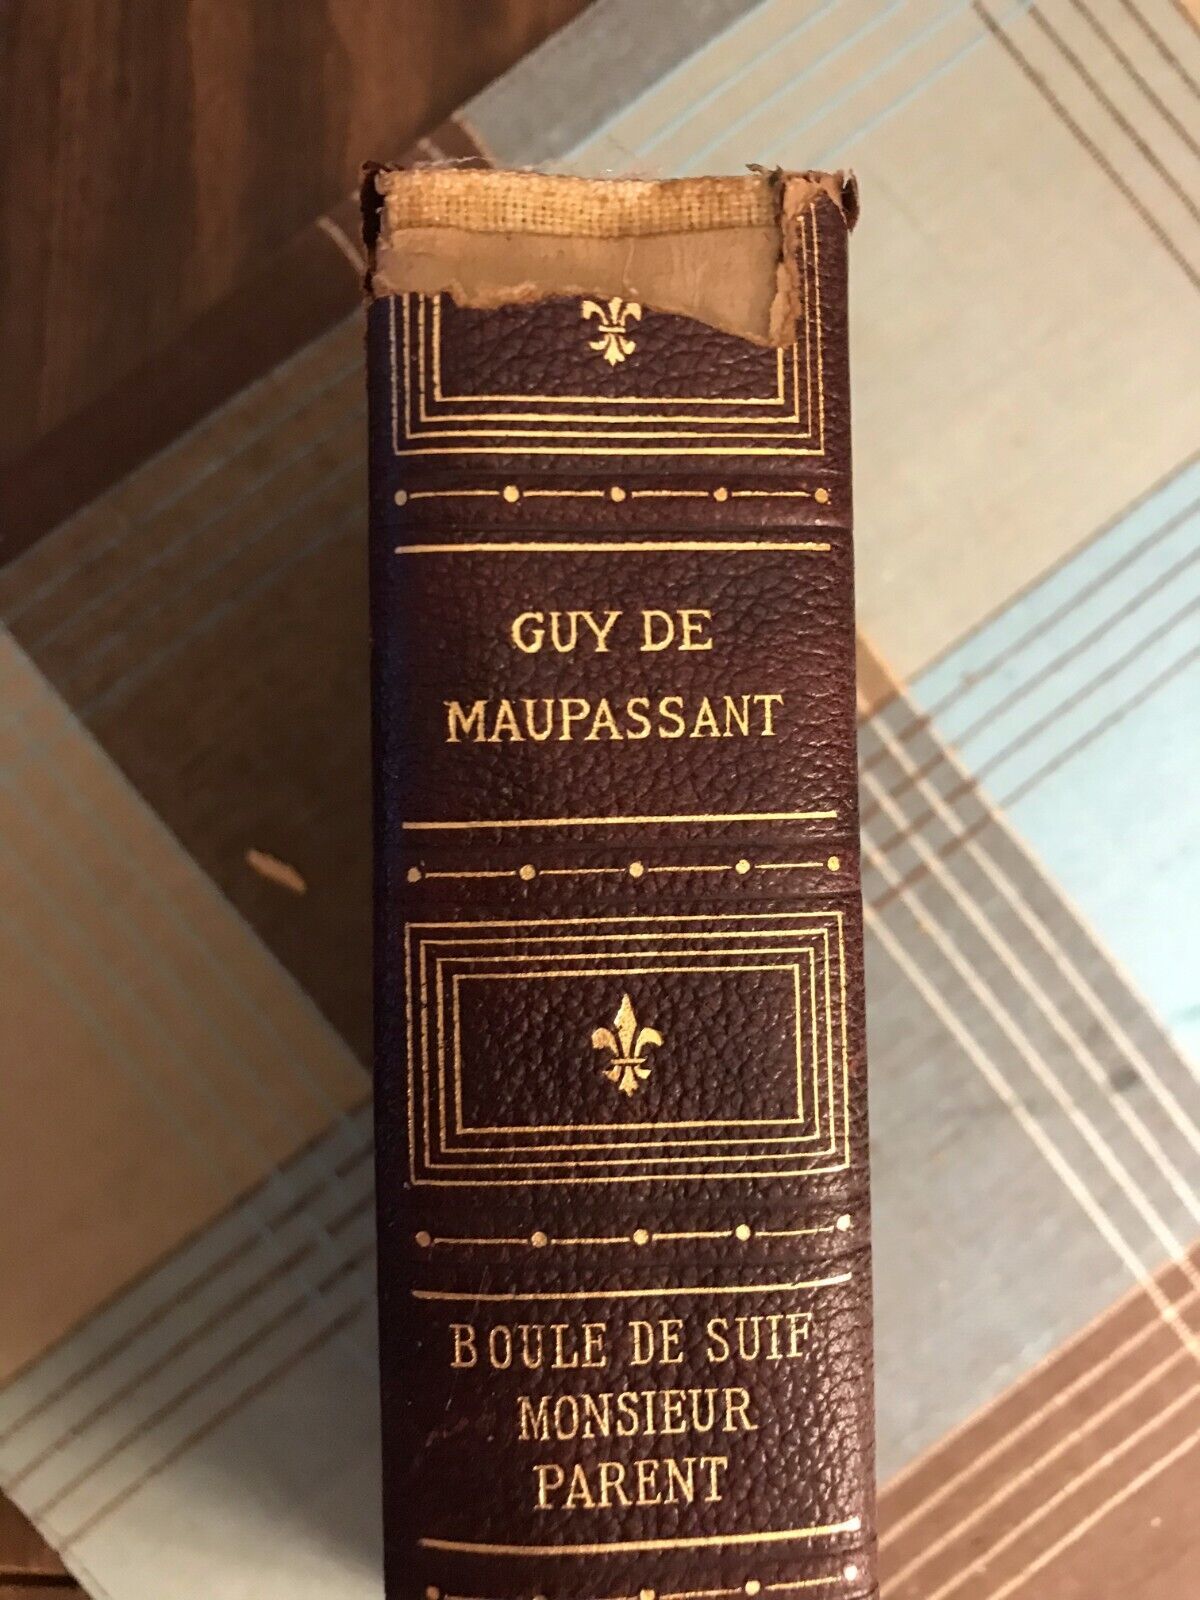 GUY DE
MAUPASSANT
BOULE DE SUIF
MONSIEUR
PARENT